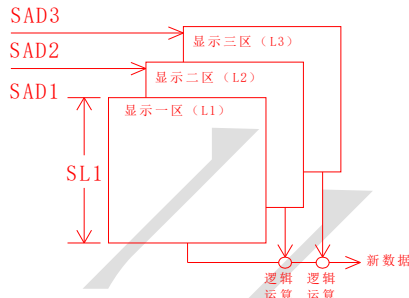 SAD3
显示三区（L3）
SAD2
显示二区（L2）
SAD1
显示一区（L1）
SL1
新数据
逻辑 逻辑
运算 运算